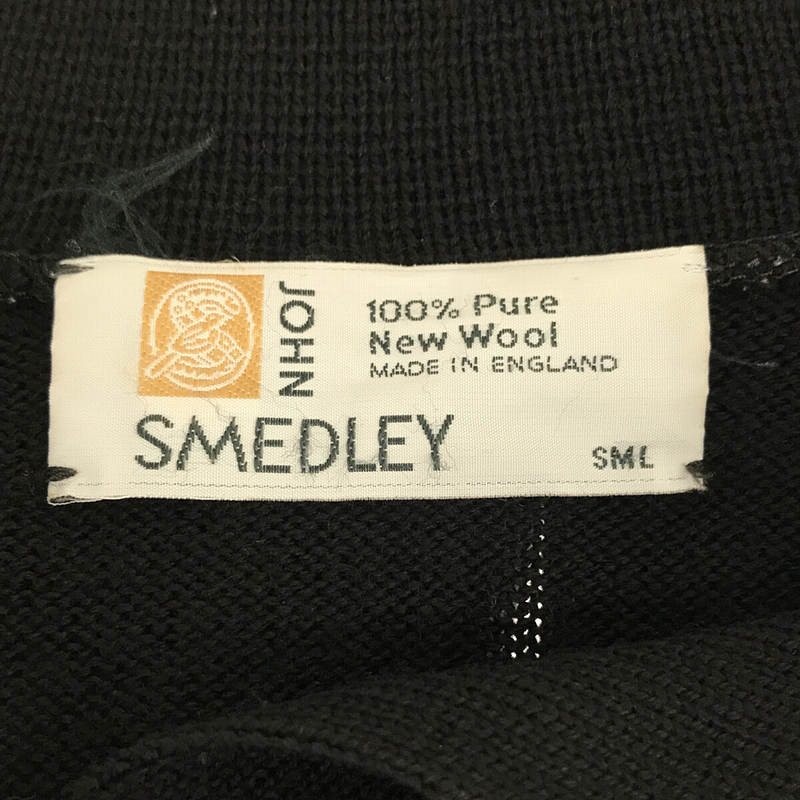 JOHN
SMEDLEY
100% Pure
New Wool
MADE IN ENGLAND
SML